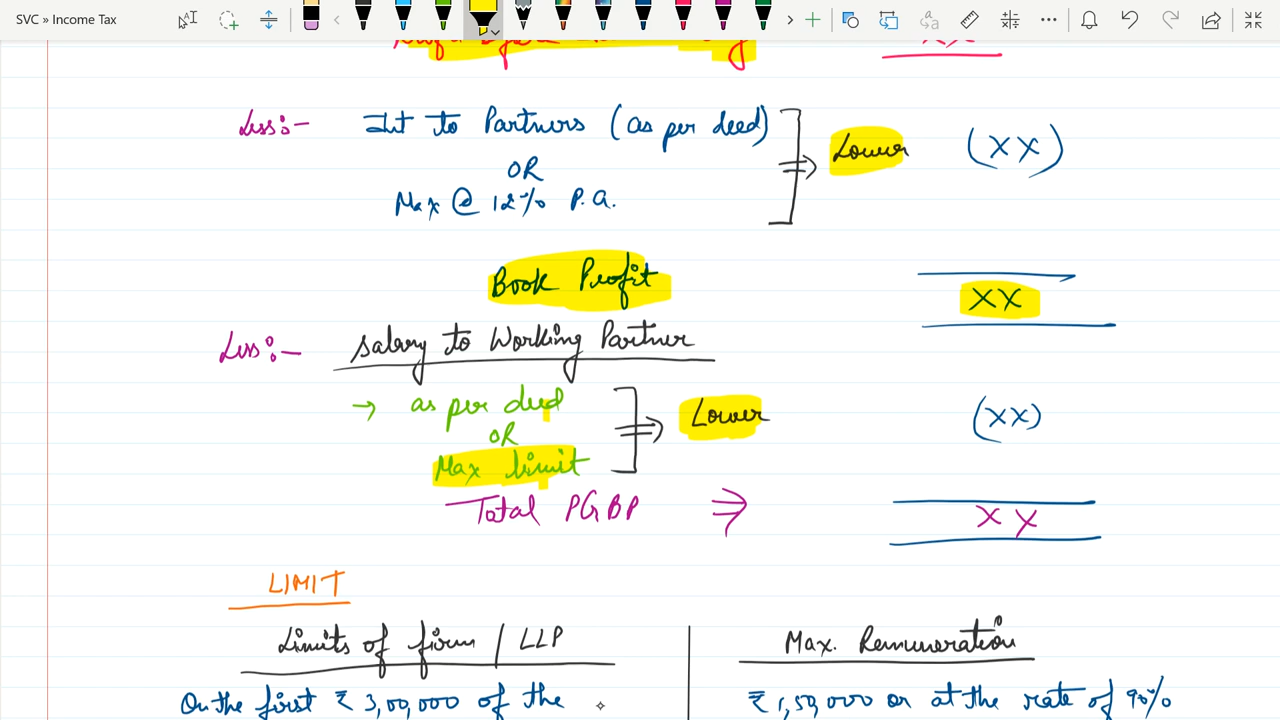 SVC » Income Tax
XX
Less:- Int to Partners (as per deed)
OR
Max @ 12% P.a.
Lower (XX)
Book Profit XX
Less:- Salary to Working Partner
→ as per deed
OR
Max limit
Lower (XX)
Total PGBP ⇒ XX
LIMIT
Limits of firm / LLP Max. Remuneration
On the first ₹ 3,00,000 of the ₹ 1,50,000 or at the rate of 90%